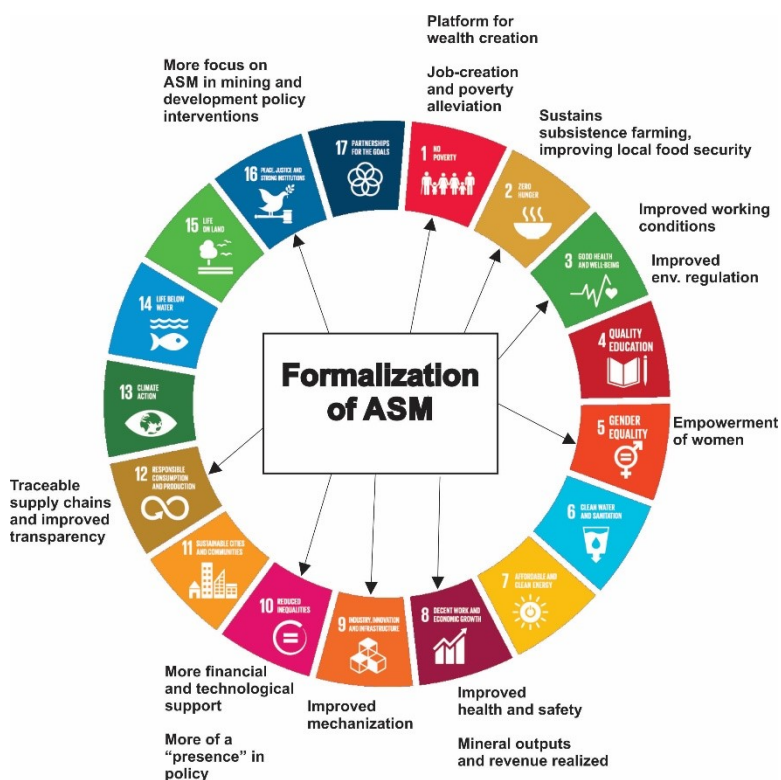 Platform for
wealth creation
Job-creation
and poverty
alleviation
More focus on
ASM in mining and
development policy
interventions
Sustains
subsistence farming,
improving local food security
Improved working
conditions
Improved
env. regulation
Empowerment
of women
Traceable
supply chains
and improved
transparency
More financial
and technological
support
More of a
“presence” in
policy
Improved
mechanization
Improved
health and safety
Mineral outputs
and revenue realized
Formalization
of ASM
1 NO
POVERTY
2 ZERO
HUNGER
3 GOOD HEALTH
AND WELL-BEING
4 QUALITY
EDUCATION
5 GENDER
EQUALITY
6 CLEAN WATER
AND SANITATION
7 AFFORDABLE AND
CLEAN ENERGY
8 DECENT WORK AND
ECONOMIC GROWTH
9 INDUSTRY, INNOVATION
AND INFRASTRUCTURE
10 REDUCED
INEQUALITIES
11 SUSTAINABLE CITIES
AND COMMUNITIES
12 RESPONSIBLE
CONSUMPTION
AND PRODUCTION
13 CLIMATE
ACTION
14 LIFE BELOW
WATER
15 LIFE
ON LAND
16 PEACE, JUSTICE AND
STRONG INSTITUTIONS
17 PARTNERSHIPS
FOR THE GOALS